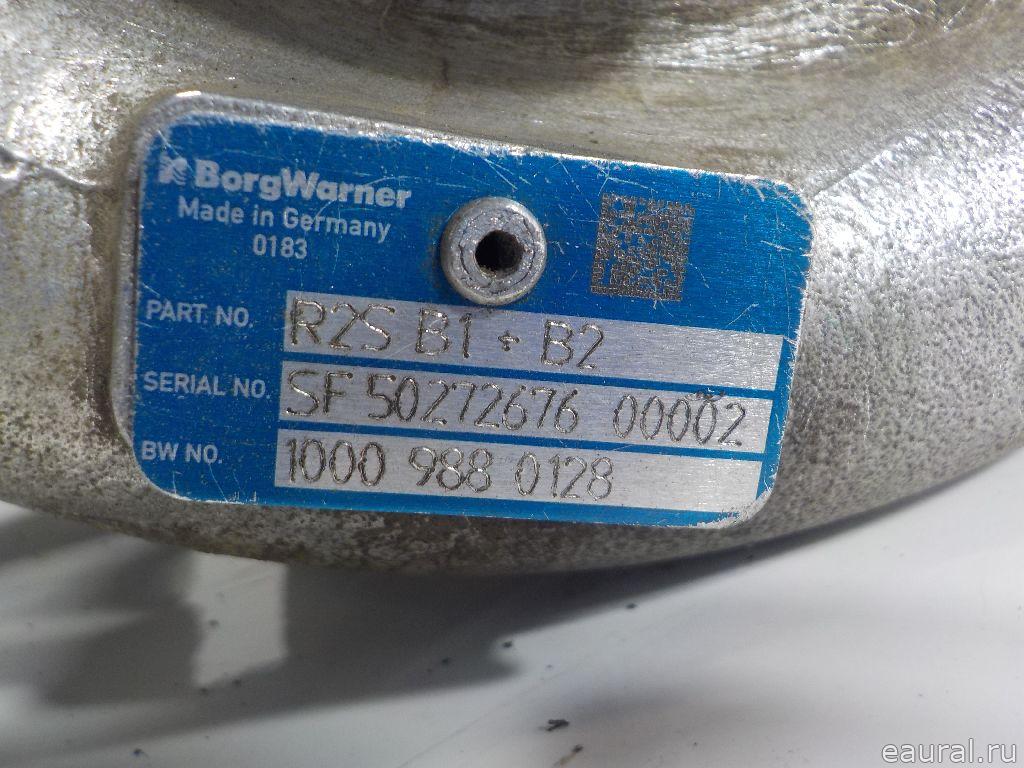 BorgWarner
Made in Germany
0183
PART. NO. R2S B1 ÷ B2
SERIAL NO. SF 50272676 00002
BW NO. 1000 988 0128
eaural.ru